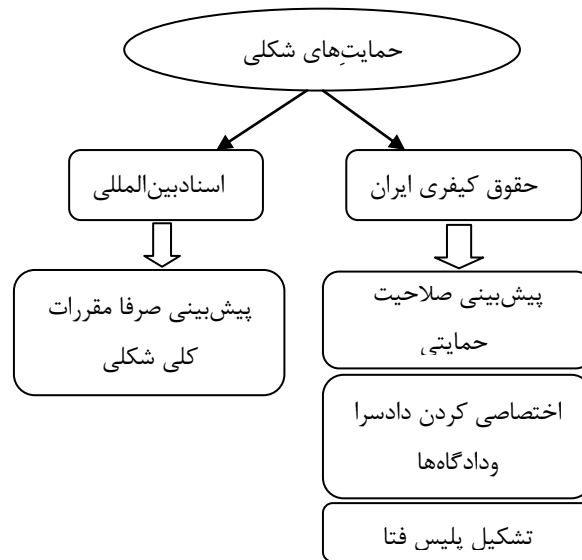 حمایتِ‌های شکلی
حقوق کیفری ایران
اسنادبین‌المللی
پیش‌بینی صلاحیت
حمایتی
پیش‌بینی صرفا مقررات
کلی شکلی
اختصاصی کردن دادسرا
ودادگاه‌ها
تشکیل پلیس فتا